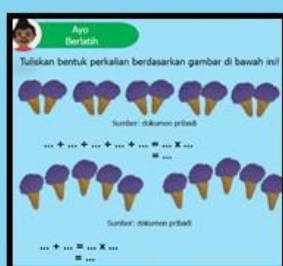 Ayo
Berlatih
Tuliskan bentuk perkalian berdasarkan gambar di bawah ini!
Sumber: dokumen pribadi
... + ... + ... + ... + ... = ... x ...
= ...
Sumber: dokumen pribadi
... + ... = ... x ...
= ...